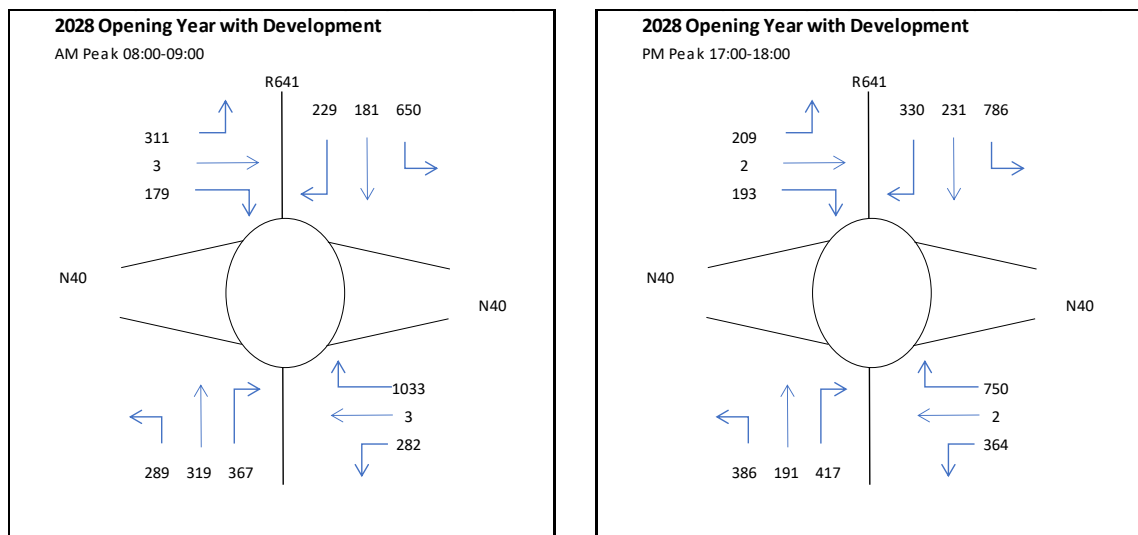 2028 Opening Year with Development
AM Peak 08:00-09:00
R641
229 181 650
311
3
179
N40
N40
1033
3
282
289 319 367
2028 Opening Year with Development
PM Peak 17:00-18:00
R641
330 231 786
209
2
193
N40
N40
750
2
364
386 191 417